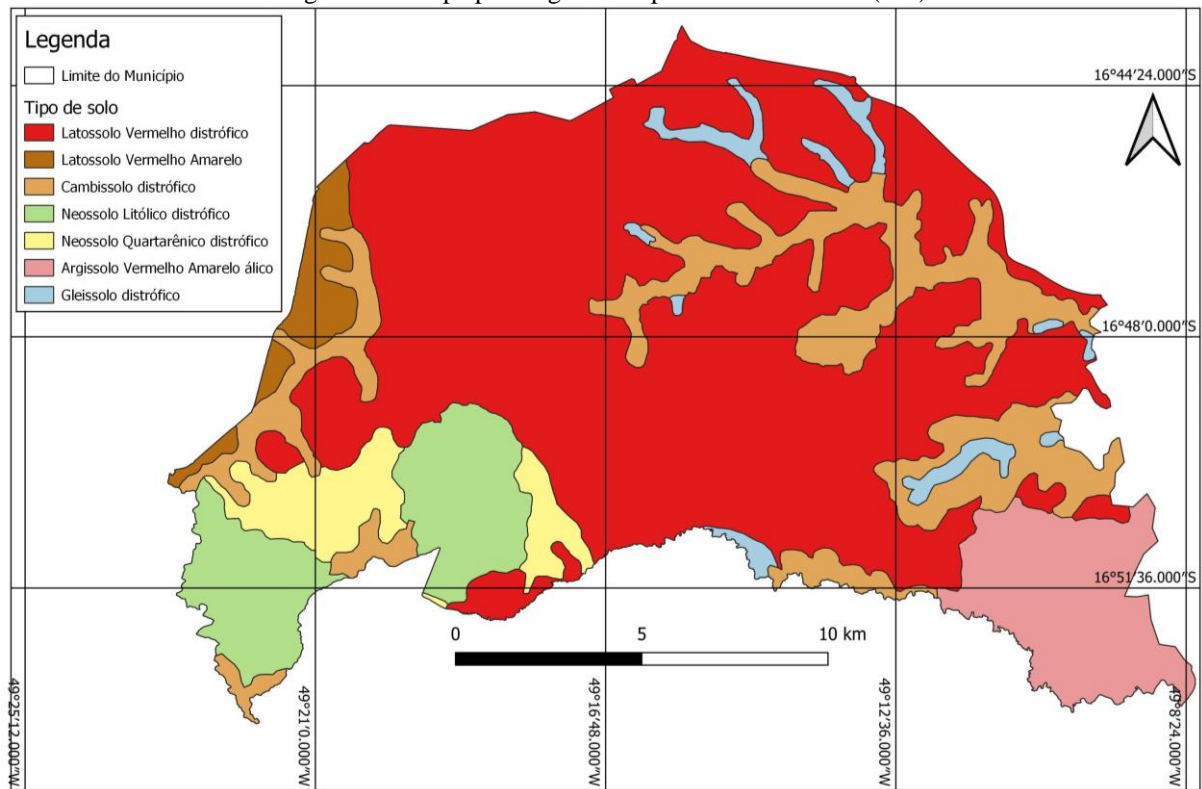 Legenda
Limite do Município
Tipo de solo
Latossolo Vermelho distrófico
Latossolo Vermelho Amarelo
Cambissolo distrófico
Neossolo Litólico distrófico
Neossolo Quartarênico distrófico
Argissolo Vermelho Amarelo álico
Gleissolo distrófico
16°44′24.000″S
16°48′0.000″S
16°51′36.000″S
0 5 10 km
49°25′12.000″W
49°21′0.000″W
49°16′48.000″W
49°12′36.000″W
49°8′24.000″W